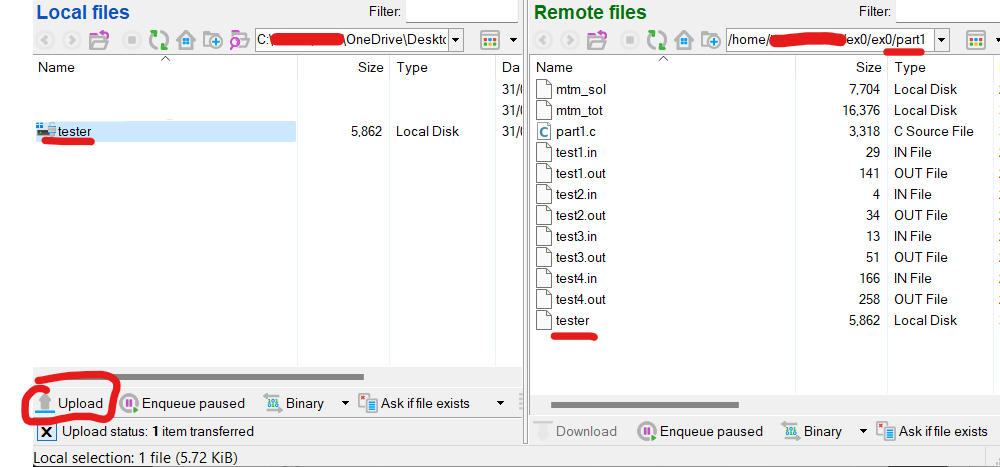 Local files
Filter:
C:\ \OneDrive\Deskto
Name Size Type Da
31/0
31/0
tester 5,862 Local Disk 31/0
Upload Enqueue paused Binary Ask if file exists
X Upload status: 1 item transferred
Local selection: 1 file (5.72 KiB)
Remote files
Filter:
/home/ /ex0/ex0/part1
Name Size Type
mtm_sol 7,704 Local Disk
mtm_tot 16,376 Local Disk
part1.c 3,318 C Source File
test1.in 29 IN File
test1.out 141 OUT File
test2.in 4 IN File
test2.out 34 OUT File
test3.in 13 IN File
test3.out 51 OUT File
test4.in 166 IN File
test4.out 258 OUT File
tester 5,862 Local Disk
Download Enqueue paused Binary Ask if file exists